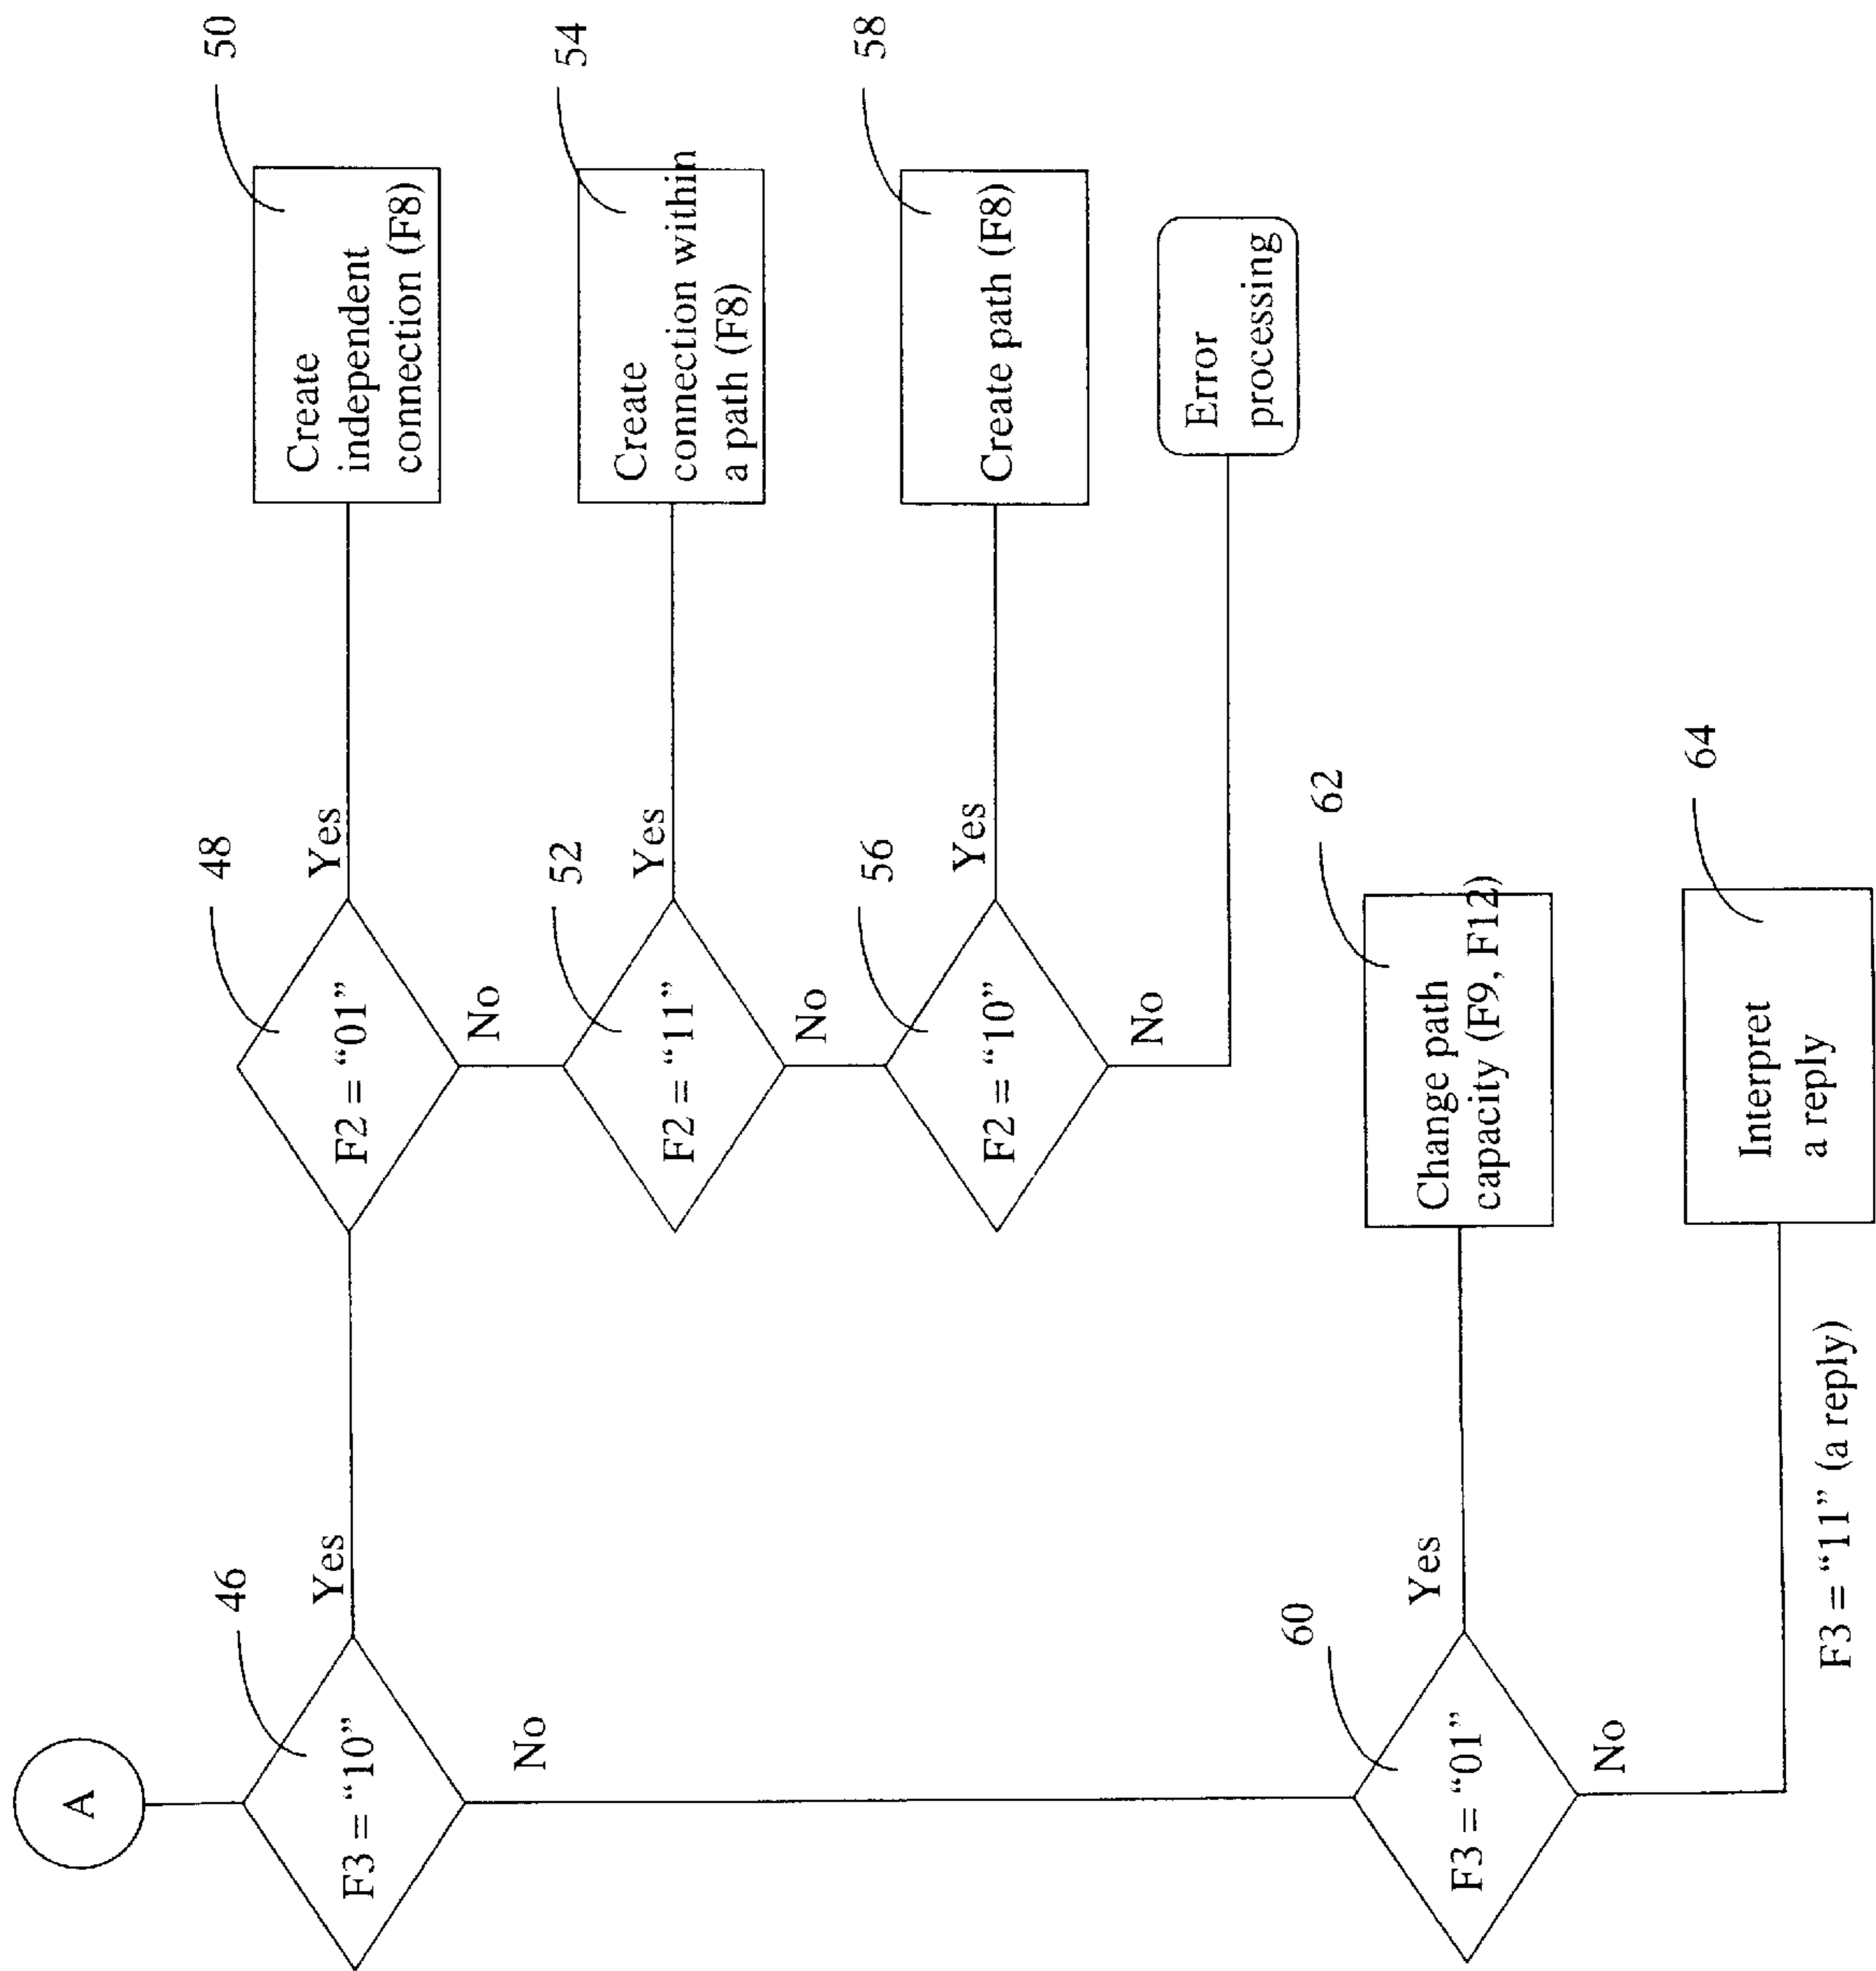 A
46
F3 = “10”
Yes
No
48
F2 = “01”
Yes
No
50
Create
independent
connection (F8)
52
F2 = “11”
Yes
No
54
Create
connection within
a path (F8)
56
F2 = “10”
Yes
No
58
Create path (F8)
Error
processing
60
F3 = “01”
Yes
No
62
Change path
capacity (F9, F12)
F3 = “11” (a reply)
64
Interpret
a reply